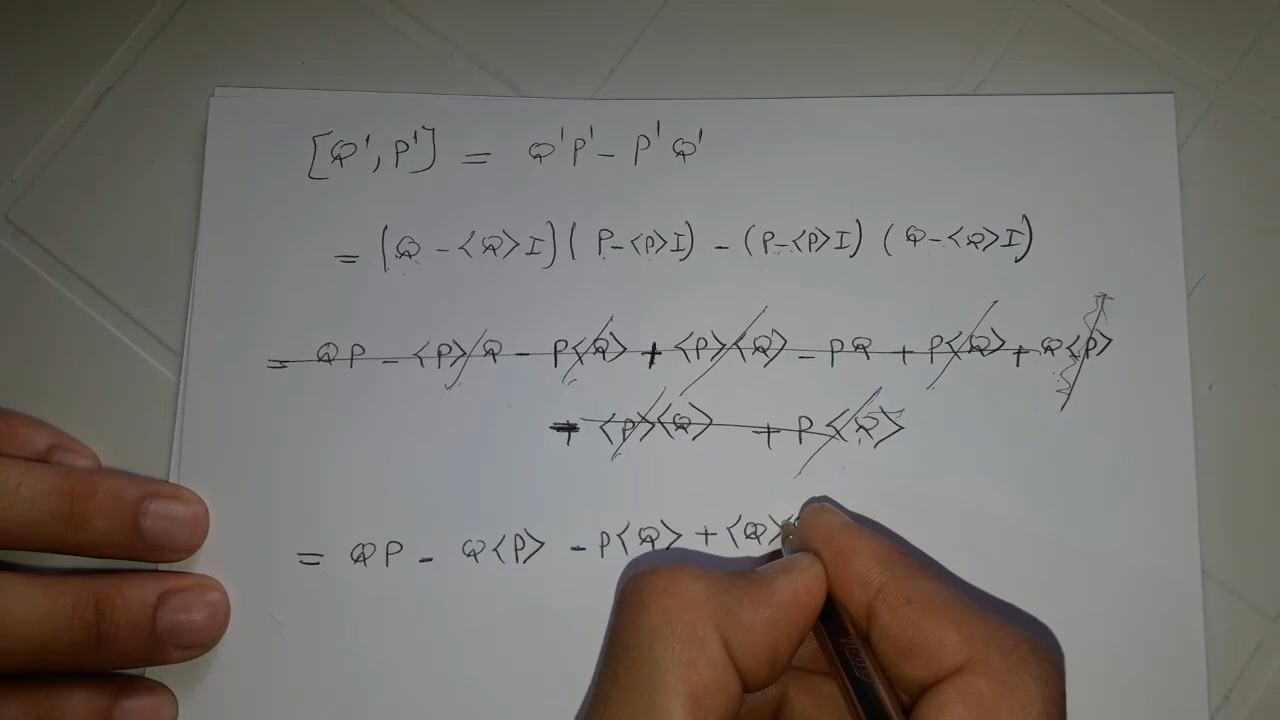 [Q', P'] = Q'P' - P'Q'
= (Q - <Q>I)(P - <P>I) - (P - <P>I)(Q - <Q>I)
= QP - <P>Q - P<Q> + <P><Q> - PQ + P<Q> + Q<P>
+ <P><Q> + P<Q>
= QP - Q<P> - P<Q> + <Q><